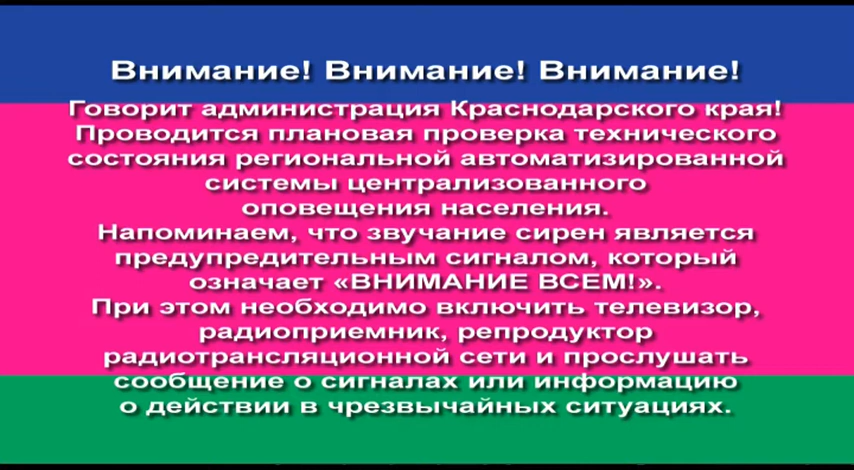 Внимание! Внимание! Внимание!
Говорит администрация Краснодарского края!
Проводится плановая проверка технического
состояния региональной автоматизированной
системы централизованного
оповещения населения.
Напоминаем, что звучание сирен является
предупредительным сигналом, который
означает «ВНИМАНИЕ ВСЕМ!».
При этом необходимо включить телевизор,
радиоприемник, репродуктор
радиотрансляционной сети и прослушать
сообщение о сигналах или информацию
о действии в чрезвычайных ситуациях.